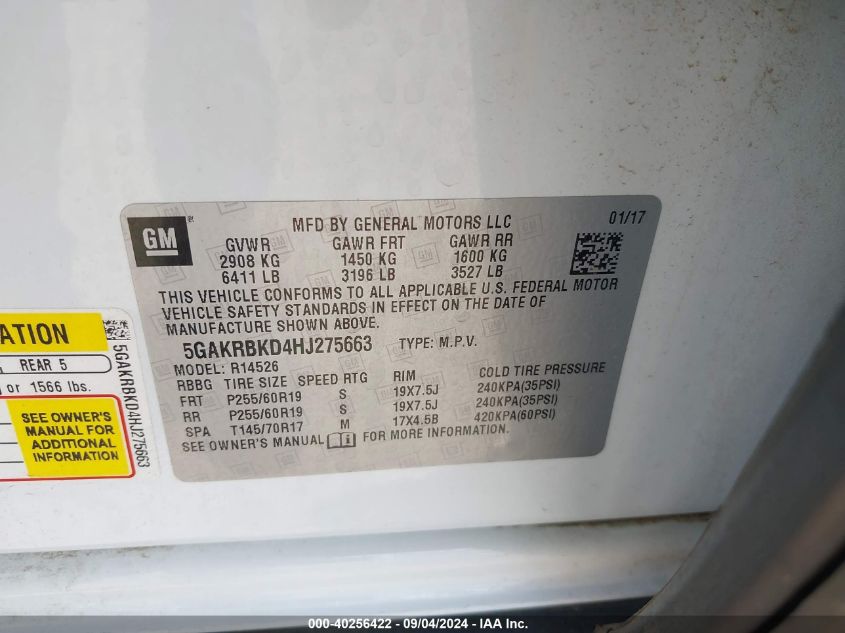 GM
MFD BY GENERAL MOTORS LLC 01/17
GVWR GAWR FRT GAWR RR
2908 KG 1450 KG 1600 KG
6411 LB 3196 LB 3527 LB
THIS VEHICLE CONFORMS TO ALL APPLICABLE U.S. FEDERAL MOTOR
VEHICLE SAFETY STANDARDS IN EFFECT ON THE DATE OF
MANUFACTURE SHOWN ABOVE.
5GAKRBKD4HJ275663 TYPE: M.P.V.
MODEL: R14526
RBBG TIRE SIZE SPEED RTG RIM COLD TIRE PRESSURE
FRT P255/60R19 S 19X7.5J 240KPA(35PSI)
RR P255/60R19 S 19X7.5J 240KPA(35PSI)
SPA T145/70R17 M 17X4.5B 420KPA(60PSI)
SEE OWNER'S MANUAL FOR MORE INFORMATION.
ATION
REAR 5
or 1566 lbs.
SEE OWNER'S
MANUAL FOR
ADDITIONAL
INFORMATION
5GAKRBKD4HJ275663
000-40256422 - 09/04/2024 - IAA Inc.